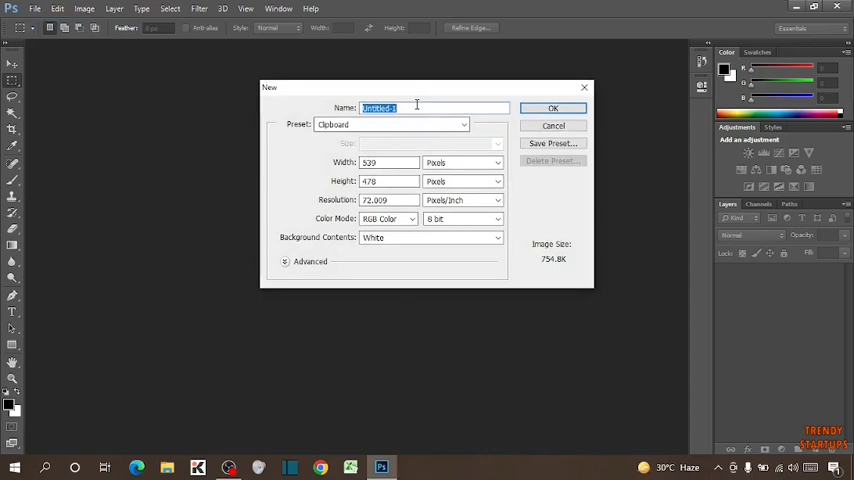 Ps File Edit Image Layer Type Select Filter 3D View Window Help
Feather: 0 px Anti-alias Style: Normal Width: Height: Refine Edge... Essentials
New
Name: Untitled-1 OK
Preset: Clipboard Cancel
Size: Save Preset...
Width: 539 Pixels Delete Preset...
Height: 478 Pixels
Resolution: 72.009 Pixels/Inch
Color Mode: RGB Color 8 bit
Background Contents: White Image Size:
754.8K
Advanced
Color Swatches
R
G
B
Adjustments Styles
Add an adjustment
Layers Channels Paths
Kind
Normal Opacity:
Lock: Fill:
TRENDY
STARTUPS
Ps 30°C Haze